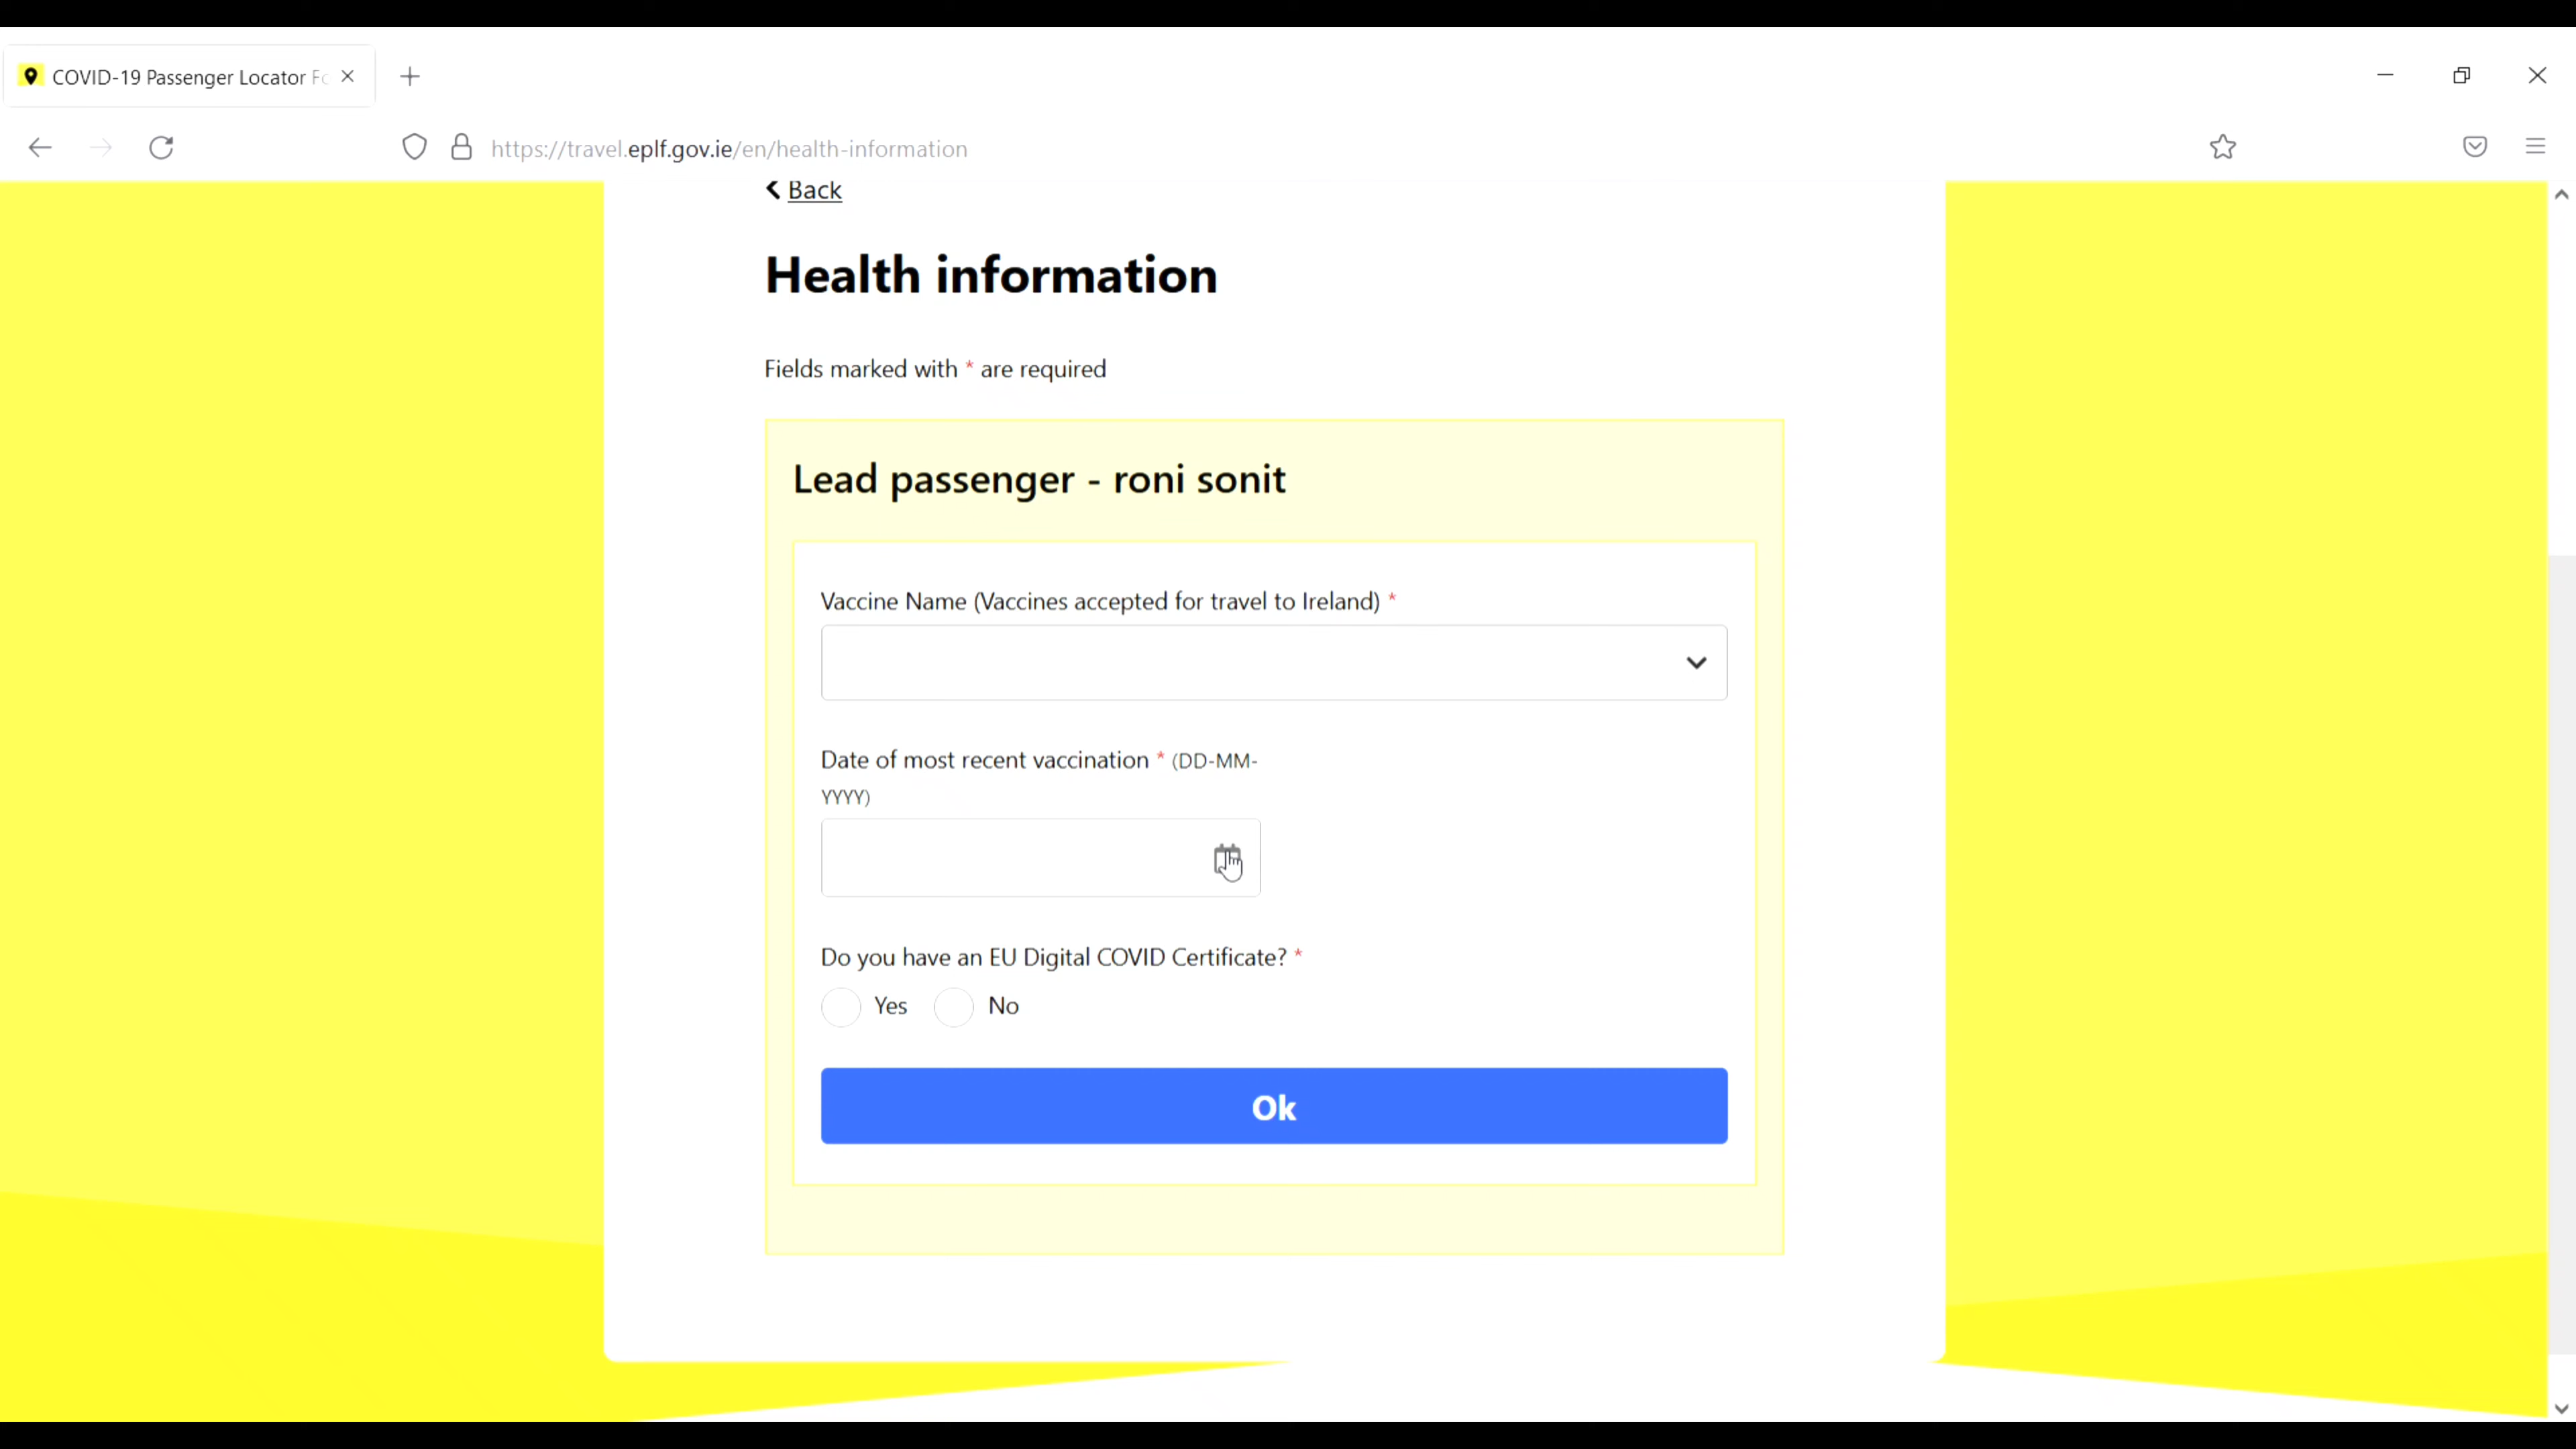 COVID-19 Passenger Locator Fo
https://travel.eplf.gov.ie/en/health-information
Back
Health information
Fields marked with * are required
Lead passenger - roni sonit
Vaccine Name (Vaccines accepted for travel to Ireland) *
Date of most recent vaccination * (DD-MM-
YYYY)
Do you have an EU Digital COVID Certificate? *
Yes No
Ok